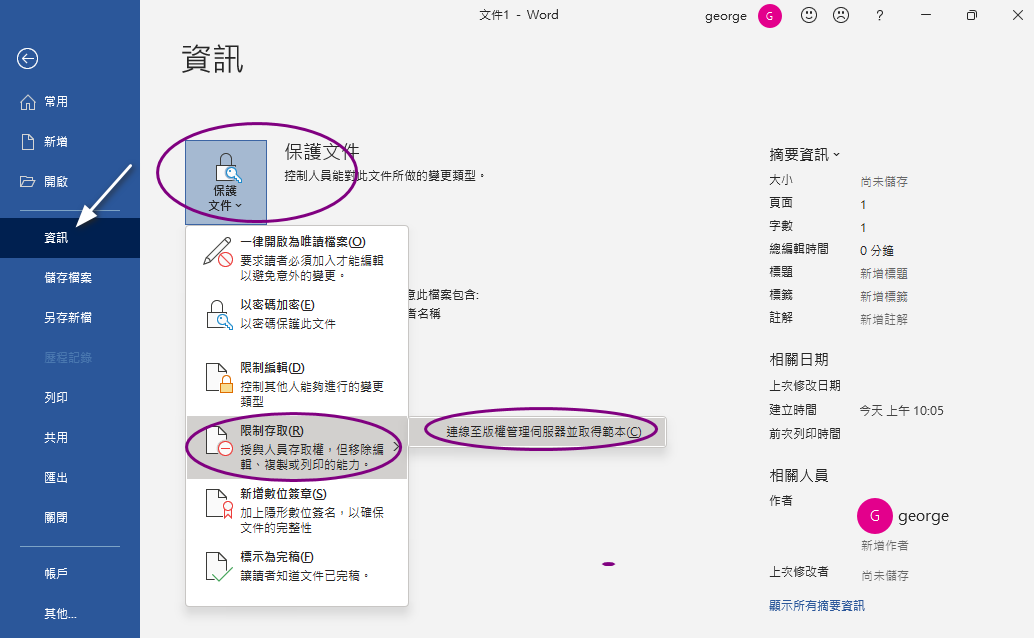 文件1 - Word
george
G
?
資訊
常用
新增
開啟
資訊
儲存檔案
另存新檔
歷程記錄
列印
共用
匯出
關閉
帳戶
其他...
保護
文件
保護文件
控制人員能對此文件所做的變更類型。
一律開啟為唯讀檔案(O)
要求讀者必須加入才能編輯
以避免意外的變更。
以密碼加密(E)
以密碼保護此文件
限制編輯(D)
控制其他人能夠進行的變更
類型
限制存取(R)
授與人員存取權，但移除編
輯、複製或列印的能力。
新增數位簽章(S)
加上隱形數位簽名，以確保
文件的完整性
標示為完稿(F)
讓讀者知道文件已完稿。
此檔案包含:
者名稱
連線至版權管理伺服器並取得範本(C)
摘要資訊
大小 尚未儲存
頁面 1
字數 1
總編輯時間 0 分鐘
標題 新增標題
標籤 新增標籤
註解 新增註解
相關日期
上次修改日期
建立時間 今天 上午 10:05
前次列印時間
相關人員
作者
G
george
新增作者
上次修改者 尚未儲存
顯示所有摘要資訊